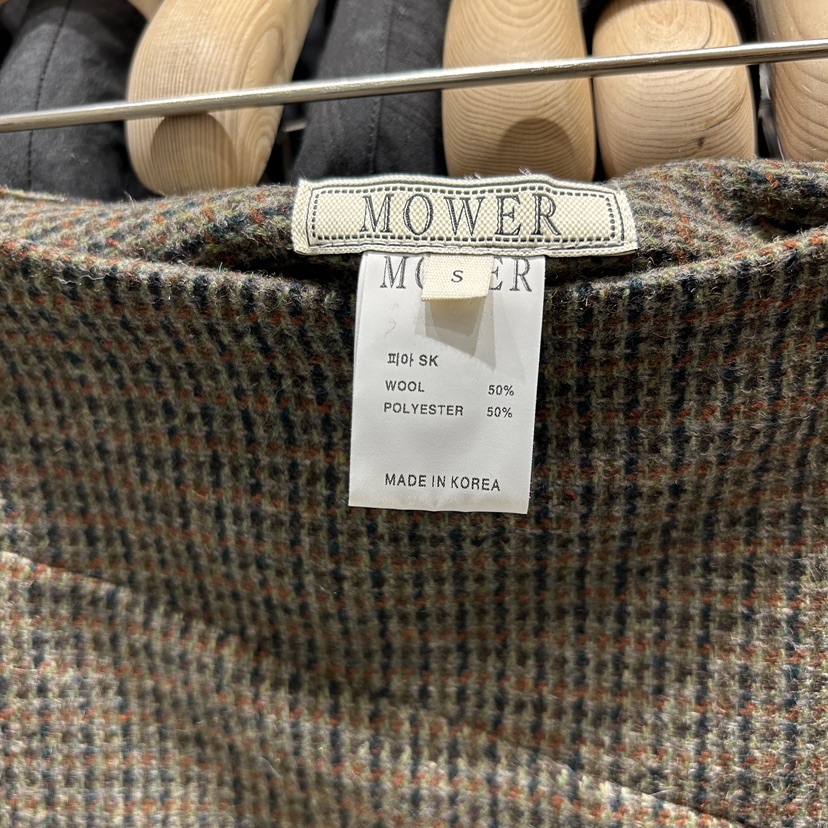 MOWER
S
MOWER
피아 SK
WOOL 50%
POLYESTER 50%
MADE IN KOREA